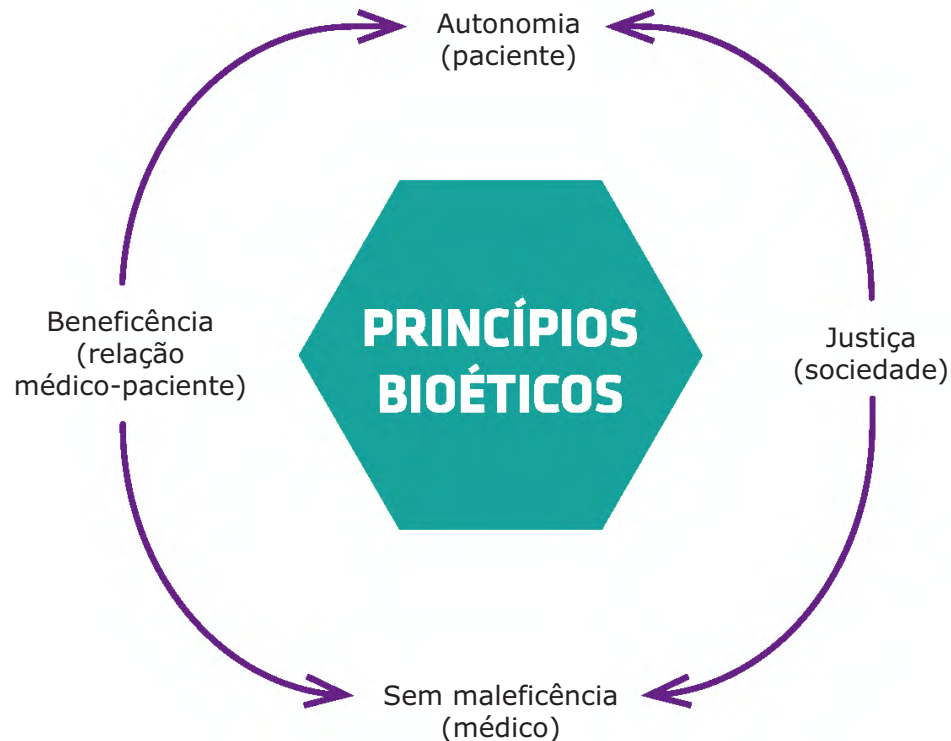 Autonomia
(paciente)
PRINCÍPIOS
BIOÉTICOS
Beneficência
(relação
médico-paciente)
Justiça
(sociedade)
Sem maleficência
(médico)